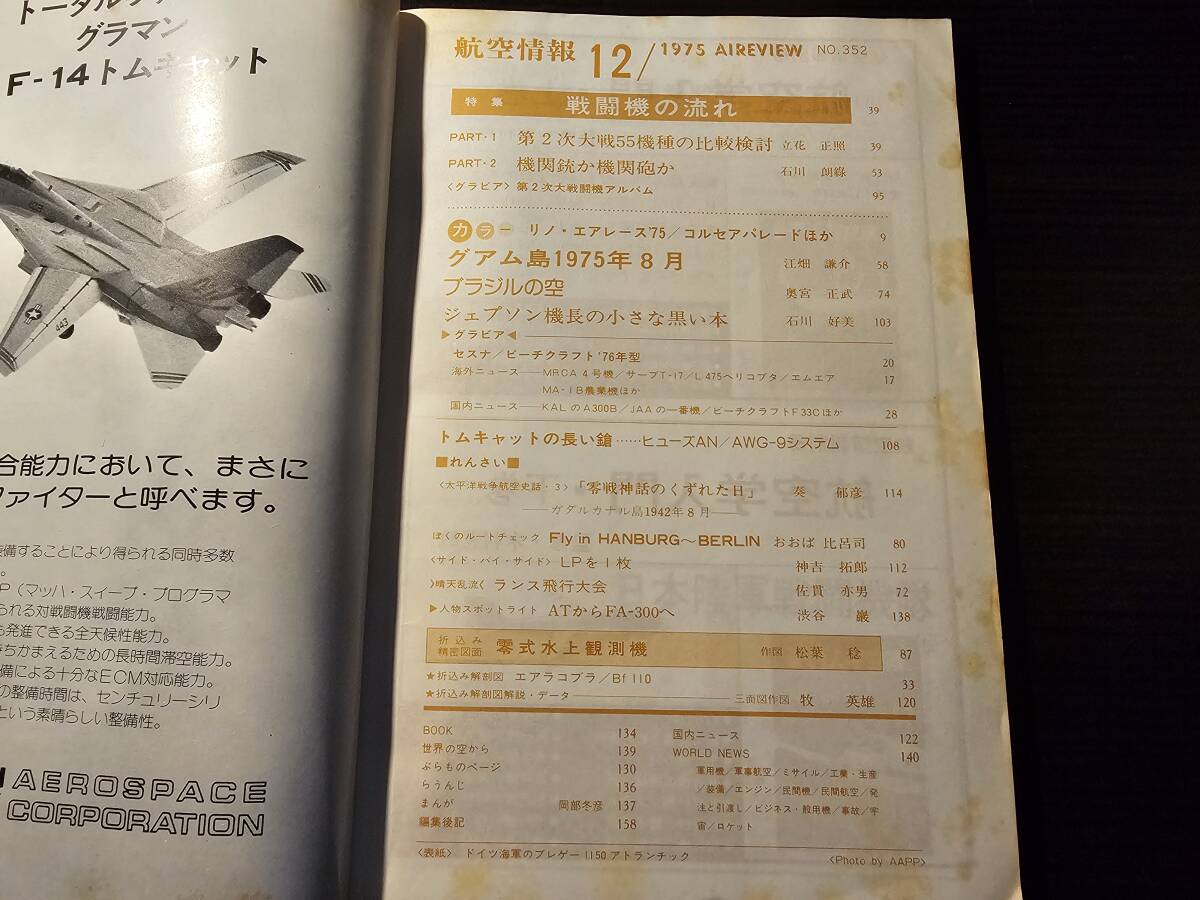 トータルファ
グラマン
F-14トムキャット
443
合能力において、まさに
ファイターと呼べます。
装備することにより得られる同時多数
P（マッハ・スイープ・プログラマ
られる対戦闘機戦闘能力。
も発進できる全天候性能力。
待ちかまえるための長時間滞空能力。
備による十分なECM対応能力。
の整備時間は、センチュリーシリ
という素晴らしい整備性。
AEROSPACE
CORPORATION
航空情報 12/1975 AIREVIEW NO.352
特集 戦闘機の流れ 39
PART・1 第2次大戦55機種の比較検討 立花 正照 39
PART・2 機関銃か機関砲か 石川 朗綠 53
〈グラビア〉第2次大戦闘機アルバム 95
カラー リノ・エアレース'75／コルセアパレードほか 9
グアム島1975年8月 江畑 謙介 58
ブラジルの空 奥宮 正武 74
ジェプソン機長の小さな黒い本 石川 好美 103
▶グラビア◀
セスナ／ビーチクラフト'76年型 20
海外ニュース──MRCA 4号機／サーブT-17／L.475ヘリコプタ／エムエア 17
MA-1B農業機ほか
国内ニュース──KALのA300B／JAAの一番機／ビーチクラフトF33Cほか 28
トムキャットの長い鎗……ヒューズAN／AWG-9システム 108
■れんさい■
〈太平洋戦争航空史話・3〉「零戦神話のくずれた日」 秦 郁彦 114
──ガダルカナル島1942年8月──
ぼくのルートチェック Fly in HANBURG〜BERLIN おおば 比呂司 80
〈サイド・バイ・サイド〉LPを1枚 神吉 拓郎 112
〉晴天乱流〈 ランス飛行大会 佐貫 亦男 72
▶人物スポットライト ATからFA-300へ 渋谷 巖 138
折込み
精密図面 零式水上観測機 作図 松葉 稔 87
★折込み解剖図 エアラコブラ／Bf110 33
★折込み解剖図解説・データ──三面図作図 牧 英雄 120
BOOK 134
世界の空から 139
ぶらものページ 130
らうんじ 136
まんが 岡部冬彦 137
編集後記 158
国内ニュース 122
WORLD NEWS 140
軍用機／軍事航空／ミサイル／工業・生産
／装備／エンジン／民間機／民間航空／発
注と引渡し／ビジネス・般用機／事故／宇
宙／ロケット
〈表紙〉ドイツ海軍のブレゲー1150アトランチック 〈Photo by AAPP〉